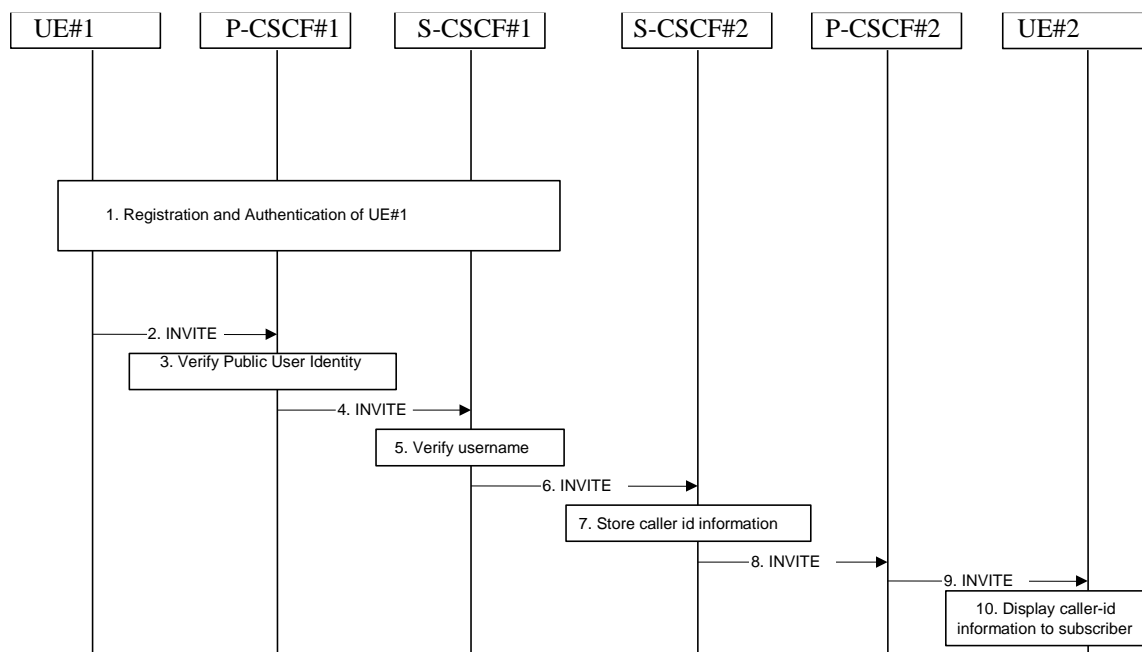 UE#1
P-CSCF#1
S-CSCF#1
S-CSCF#2
P-CSCF#2
UE#2
1. Registration and Authentication of UE#1
2. INVITE
3. Verify Public User Identity
4. INVITE
5. Verify username
6. INVITE
7. Store caller id information
8. INVITE
9. INVITE
10. Display caller-id
information to subscriber